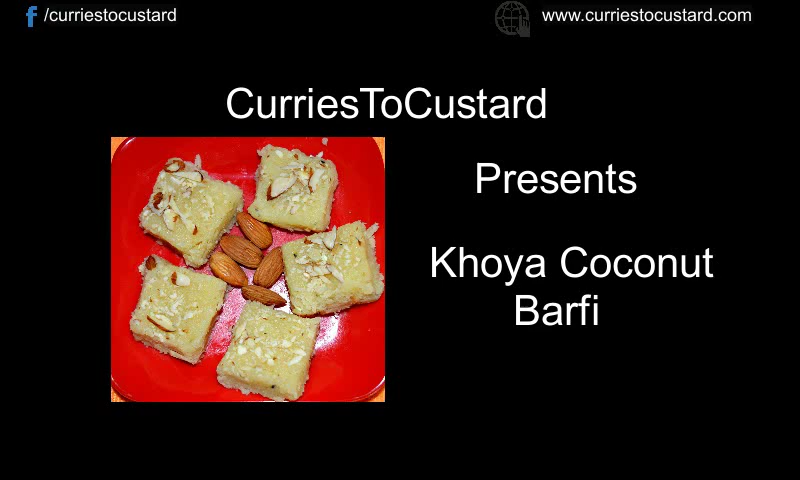 /curriestocustard
www.curriestocustard.com
CurriesToCustard
Presents
Khoya Coconut
Barfi